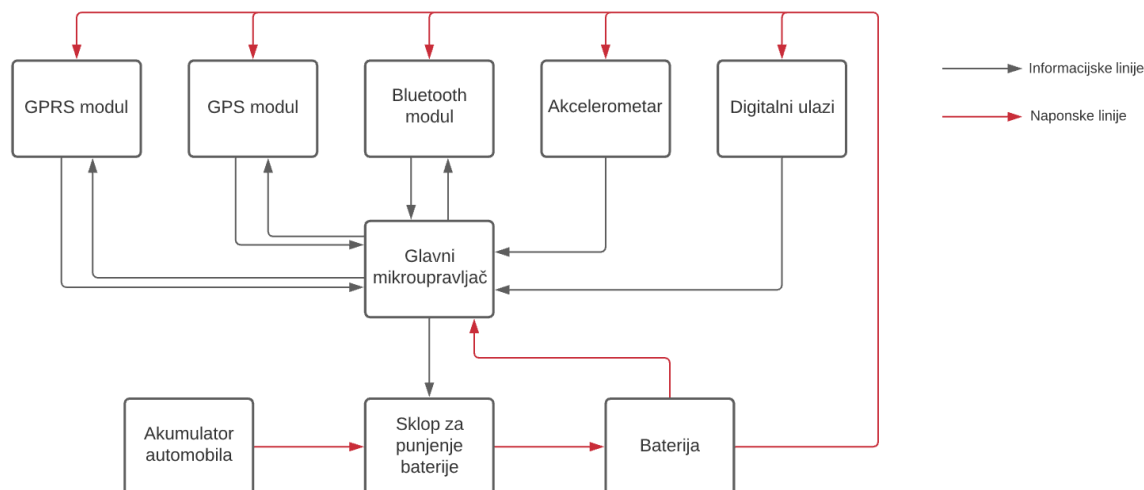 GPRS modul
GPS modul
Bluetooth
modul
Akcelerometar
Digitalni ulazi
Informacijske linije
Naponske linije
Glavni
mikroupravljač
Akumulator
automobila
Sklop za
punjenje
baterije
Baterija